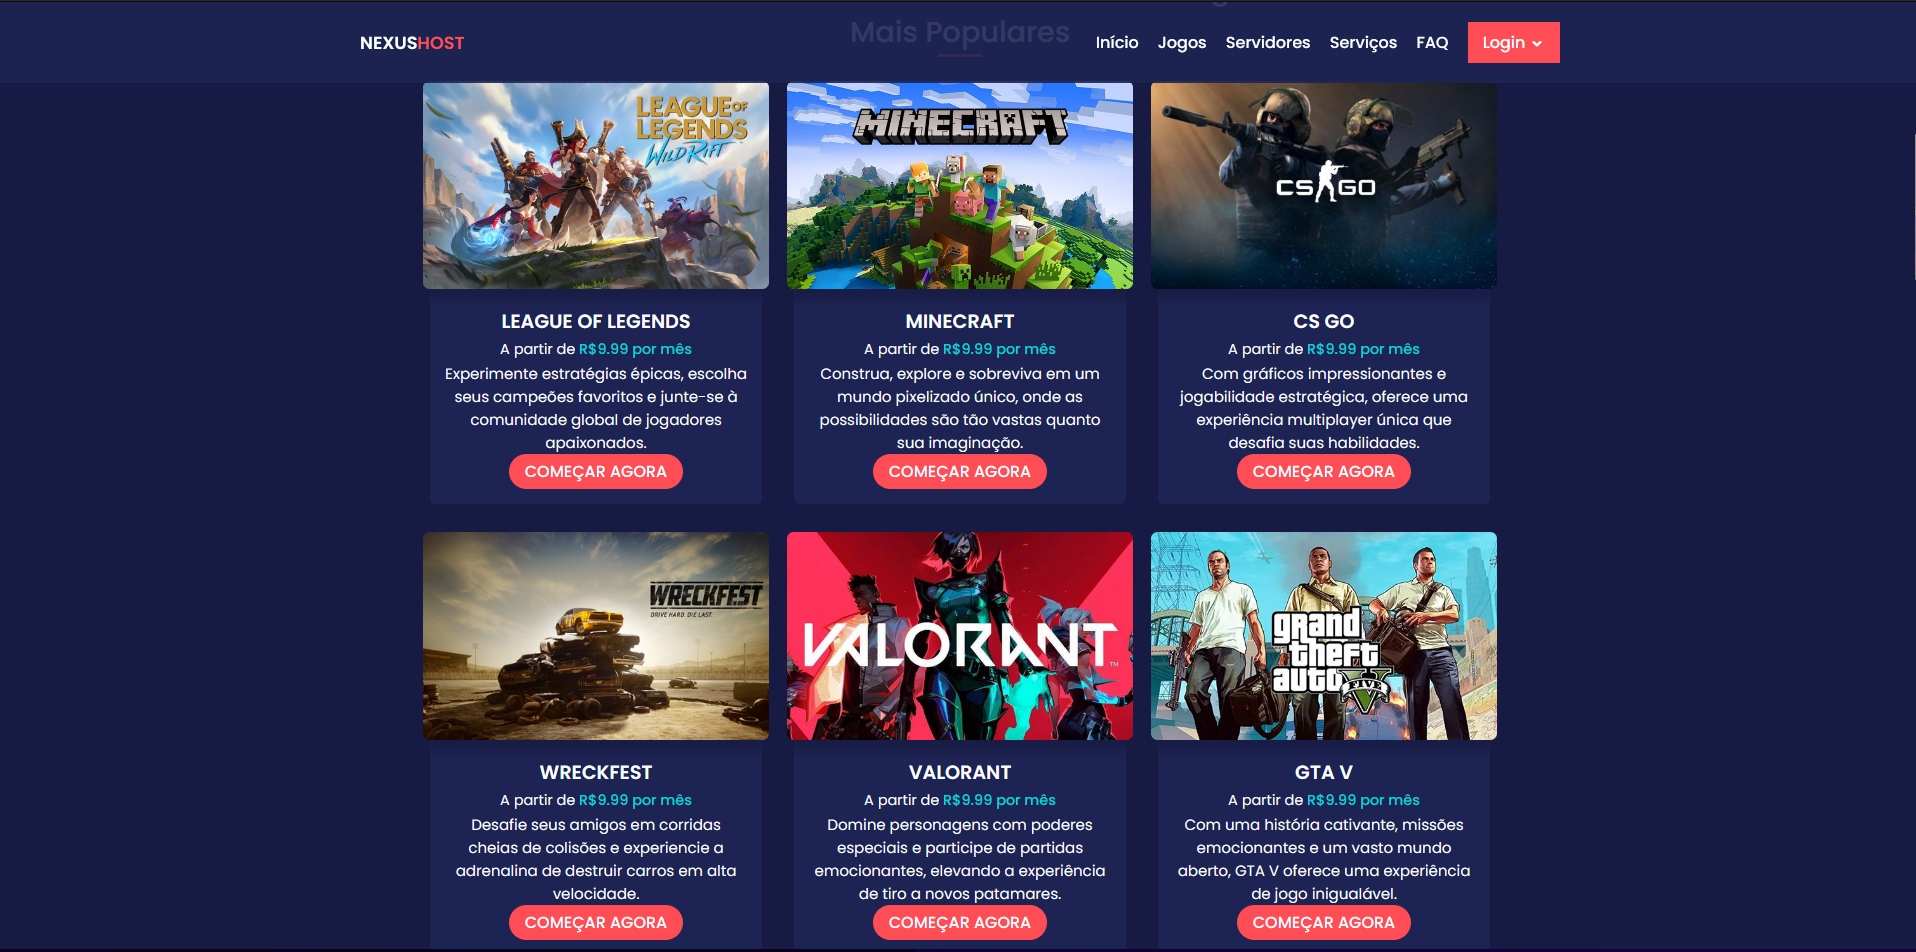 Mais Populares
NEXUSHOST
Início Jogos Servidores Serviços FAQ Login
LEAGUE OF
LEGENDS
WILD RIFT
MINECRAFT
CS GO
LEAGUE OF LEGENDS
A partir de R$9.99 por mês
Experimente estratégias épicas, escolha
seus campeões favoritos e junte-se à
comunidade global de jogadores
apaixonados.
COMEÇAR AGORA
MINECRAFT
A partir de R$9.99 por mês
Construa, explore e sobreviva em um
mundo pixelizado único, onde as
possibilidades são tão vastas quanto
sua imaginação.
COMEÇAR AGORA
CS GO
A partir de R$9.99 por mês
Com gráficos impressionantes e
jogabilidade estratégica, oferece uma
experiência multiplayer única que
desafia suas habilidades.
COMEÇAR AGORA
WRECKFEST
DRIVE HARD. DIE LAST.
VALORANT™
grand
theft
auto
FIVE
V
WRECKFEST
A partir de R$9.99 por mês
Desafie seus amigos em corridas
cheias de colisões e experiencie a
adrenalina de destruir carros em alta
velocidade.
COMEÇAR AGORA
VALORANT
A partir de R$9.99 por mês
Domine personagens com poderes
especiais e participe de partidas
emocionantes, elevando a experiência
de tiro a novos patamares.
COMEÇAR AGORA
GTA V
A partir de R$9.99 por mês
Com uma história cativante, missões
emocionantes e um vasto mundo
aberto, GTA V oferece uma experiência
de jogo inigualável.
COMEÇAR AGORA